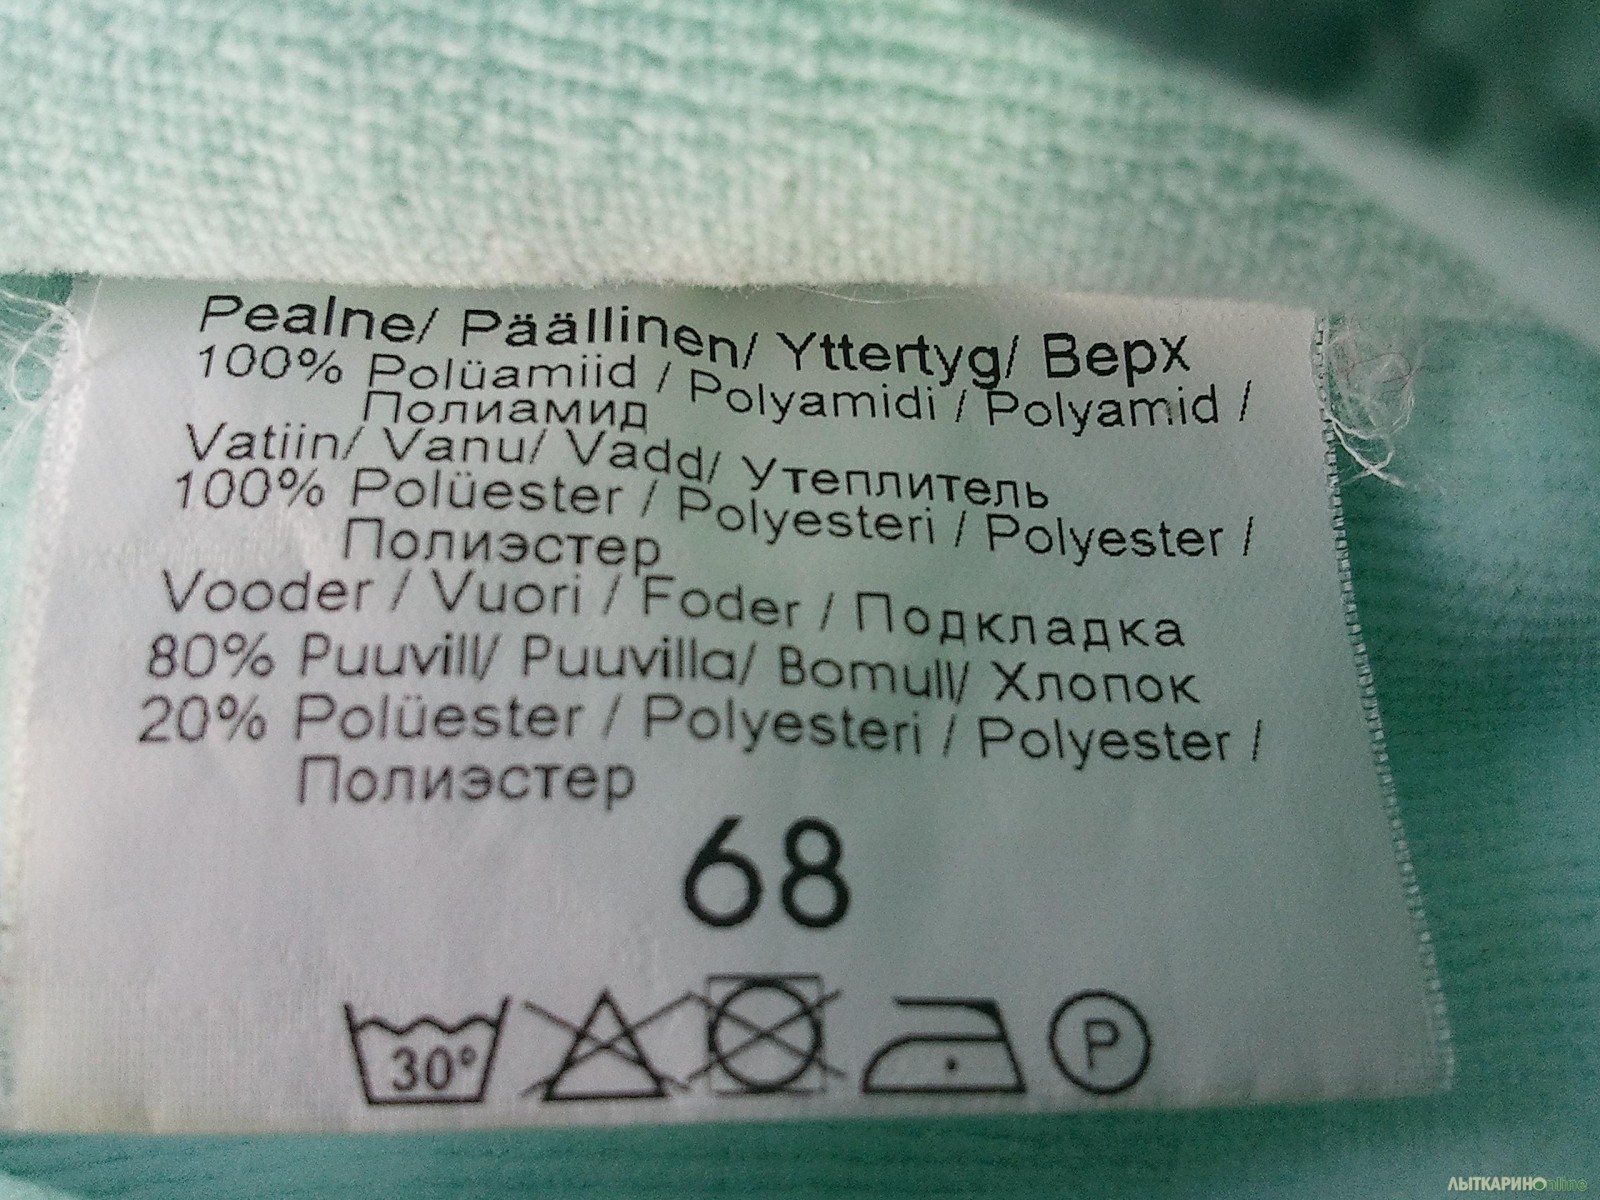 Pealne/ Päällinen/ Yttertyg/ Верх
100% Polüamiid / Polyamidi / Polyamid /
Полиамид
Vatiin/ Vanu/ Vadd/ Утеплитель
100% Polüester / Polyesteri / Polyester /
Полиэстер
Vooder / Vuori / Foder / Подкладка
80% Puuvill/ Puuvilla/ Bomull/ Хлопок
20% Polüester / Polyesteri / Polyester /
Полиэстер
68
30° P
ЛЫТКАРИНОnline